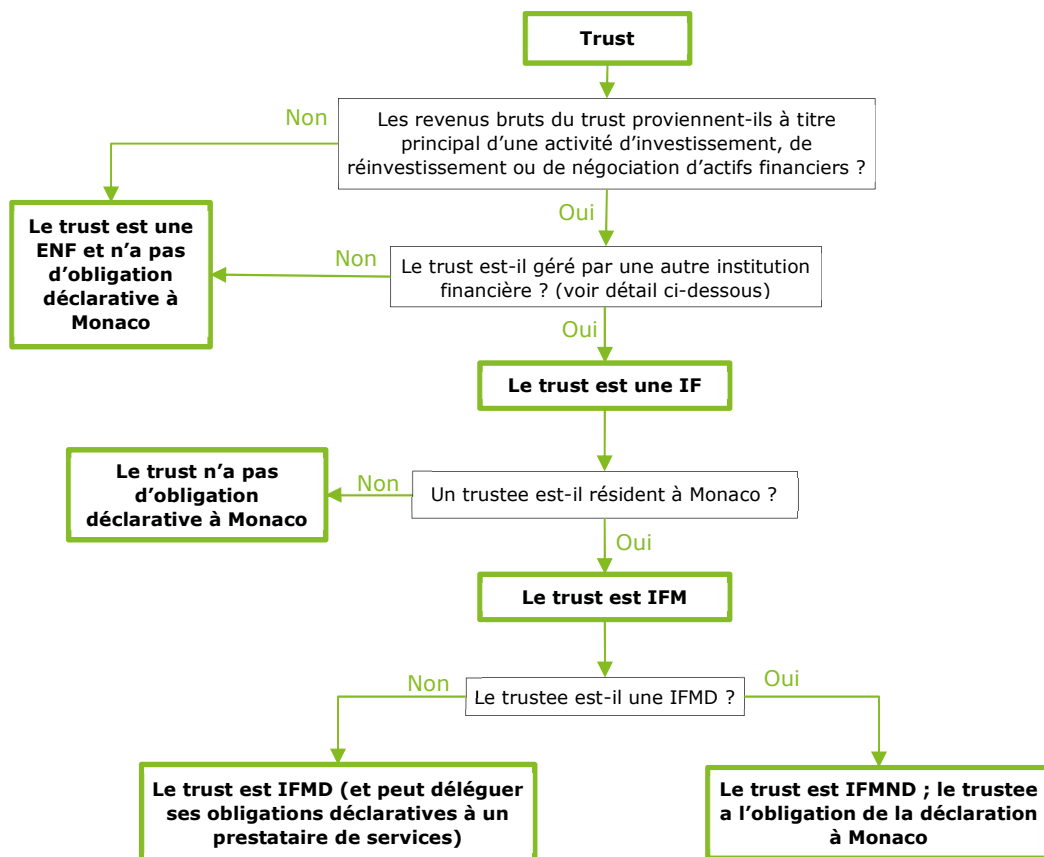 Trust
Non
Les revenus bruts du trust proviennent-ils à titre
principal d'une activité d'investissement, de
réinvestissement ou de négociation d'actifs financiers ?
Oui
Le trust est une
ENF et n'a pas
d'obligation
déclarative à
Monaco
Non
Le trust est-il géré par une autre institution
financière ? (voir détail ci-dessous)
Oui
Le trust est une IF
Le trust n'a pas
d'obligation
déclarative à Monaco
Non
Un trustee est-il résident à Monaco ?
Oui
Le trust est IFM
Non
Le trustee est-il une IFMD ?
Oui
Le trust est IFMD (et peut déléguer
ses obligations déclaratives à un
prestataire de services)
Le trust est IFMND ; le trustee
a l'obligation de la déclaration
à Monaco